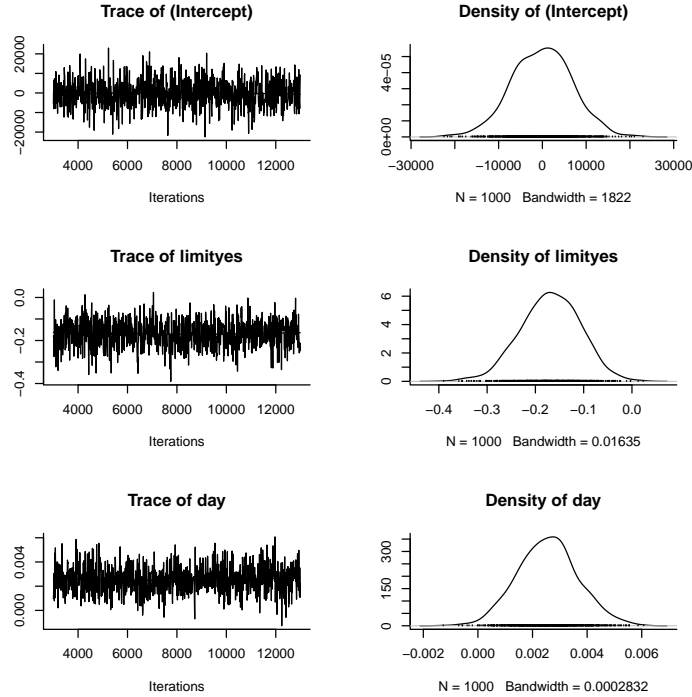 Trace of (Intercept)
−20000 0 20000
4000 6000 8000 10000 12000
Iterations
Density of (Intercept)
0e+00 4e−05
−30000 −10000 0 10000 30000
N = 1000 Bandwidth = 1822
Trace of limityes
−0.4 −0.2 0.0
4000 6000 8000 10000 12000
Iterations
Density of limityes
0 2 4 6
−0.4 −0.3 −0.2 −0.1 0.0
N = 1000 Bandwidth = 0.01635
Trace of day
0.000 0.004
4000 6000 8000 10000 12000
Iterations
Density of day
0 150 300
−0.002 0.000 0.002 0.004 0.006
N = 1000 Bandwidth = 0.0002832